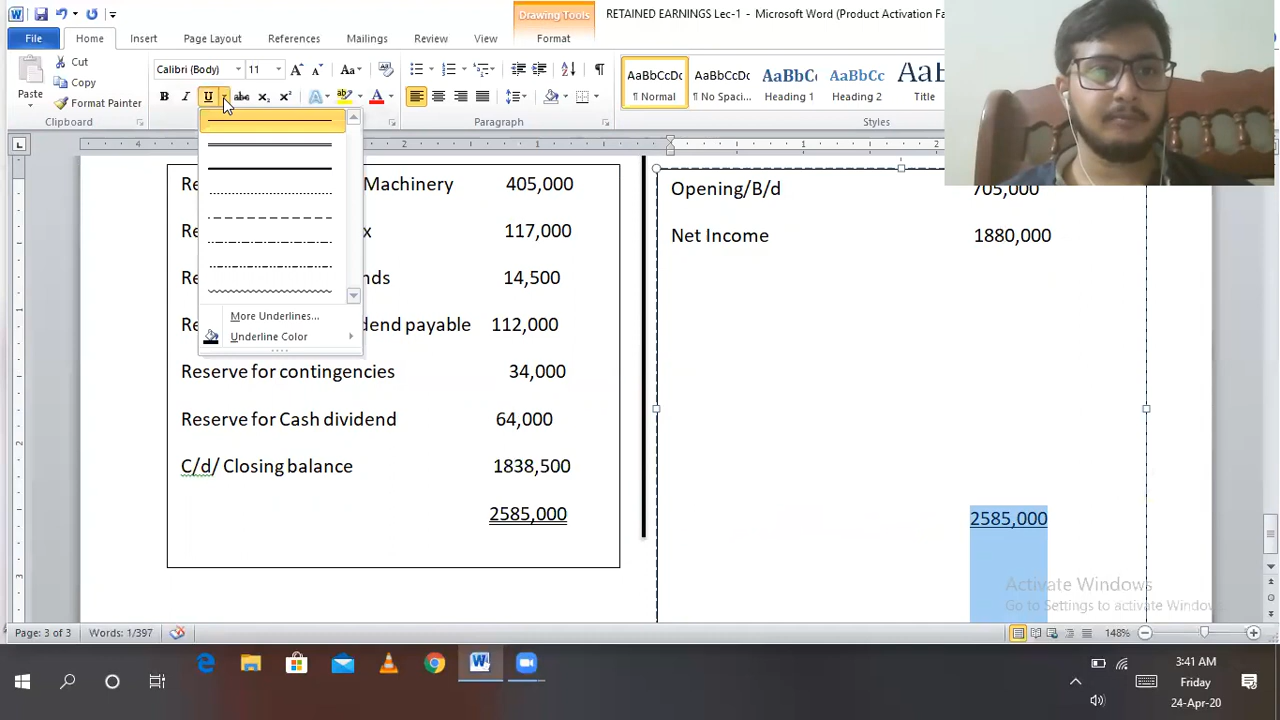 RETAINED EARNINGS Lec-1 - Microsoft Word (Product Activation Fa
Drawing Tools
File
Home
Insert
Page Layout
References
Mailings
Review
View
Format
Paste
Cut
Copy
Format Painter
Clipboard
Calibri (Body)
11
Paragraph
AaBbCcDc
¶ Normal
AaBbCcDc
¶ No Spaci...
AaBbC
Heading 1
AaBbCc
Heading 2
AaB
Title
Styles
More Underlines...
Underline Color
4 2 1 1 2
Machinery 405,000
117,000
14,500
dend payable 112,000
Reserve for contingencies 34,000
Reserve for Cash dividend 64,000
C/d/ Closing balance 1838,500
2585,000
Opening/B/d 705,000
Net Income 1880,000
2585,000
Activate Windows
Go to Settings to activate Windows
Page: 3 of 3
Words: 1/397
148%
3:41 AM
Friday
24-Apr-20